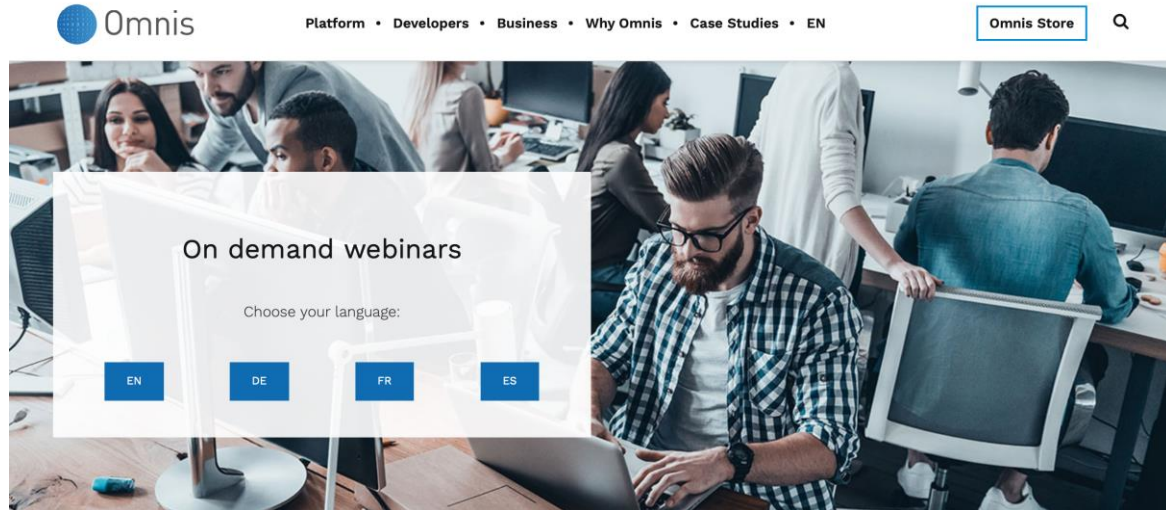 Omnis
Platform • Developers • Business • Why Omnis • Case Studies • EN
Omnis Store
On demand webinars
Choose your language:
EN DE FR ES